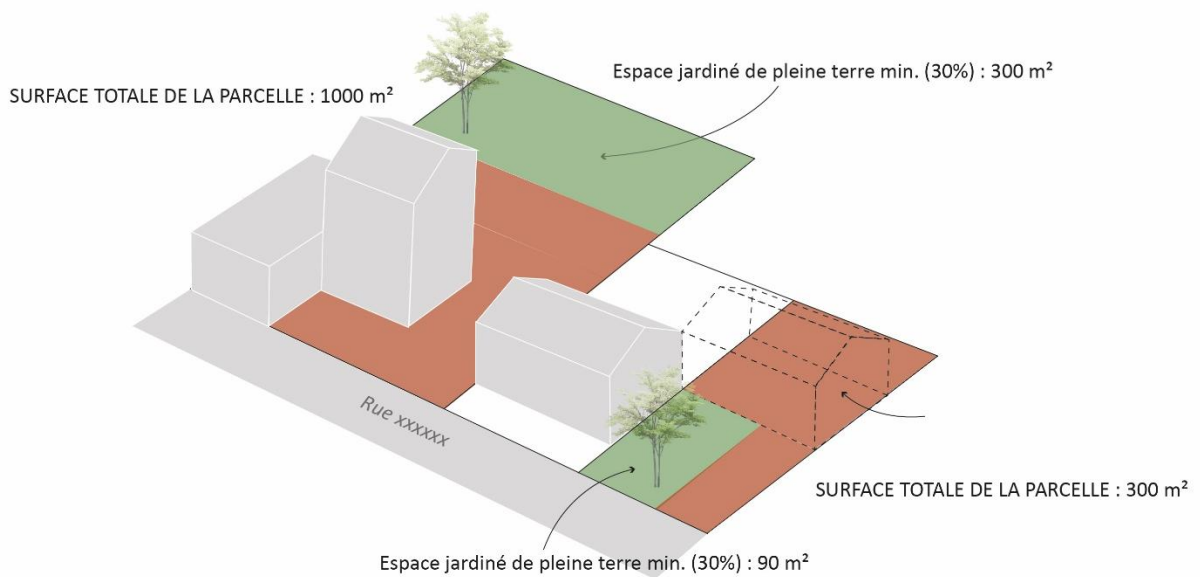 Espace jardiné de pleine terre min. (30%) : 300 m²
SURFACE TOTALE DE LA PARCELLE : 1000 m²
Rue xxxxxx
SURFACE TOTALE DE LA PARCELLE : 300 m²
Espace jardiné de pleine terre min. (30%) : 90 m²